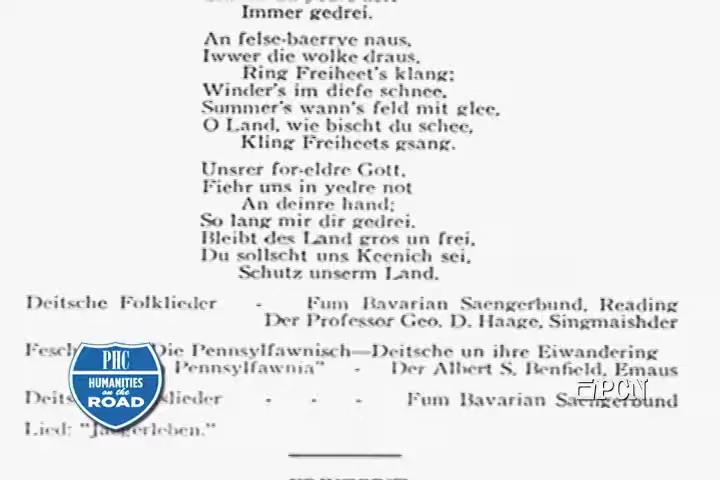 Immer gedrei.
An felse-baerrye naus,
Iwwer die wolke draus,
Ring Freiheet's klang;
Winder's im diefe schnee,
Summer's wann's feld mit glee,
O Land, wie bischt du schee,
Kling Freiheets gsang.
Unsrer for-eldre Gott,
Fiehr uns in yedre not
An deinre hand;
So lang mir dir gedrei,
Bleibt des Land gros un frei,
Du sollscht uns Keenich sei,
Schutz unserm Land.
Deitsche Folklieder - Fum Bavarian Saengerbund, Reading
Der Professor Geo. D. Haage, Singmaishder
Fesch Die Pennsylfawnisch—Deitsche un ihre Eiwandering
Pennsylfawnia" - Der Albert S. Benfield, Emaus
Deits lieder - - - Fum Bavarian Saengerbund
Lied: "Jaegerleben."
PHC
HUMANITIES
on the
ROAD
PCN